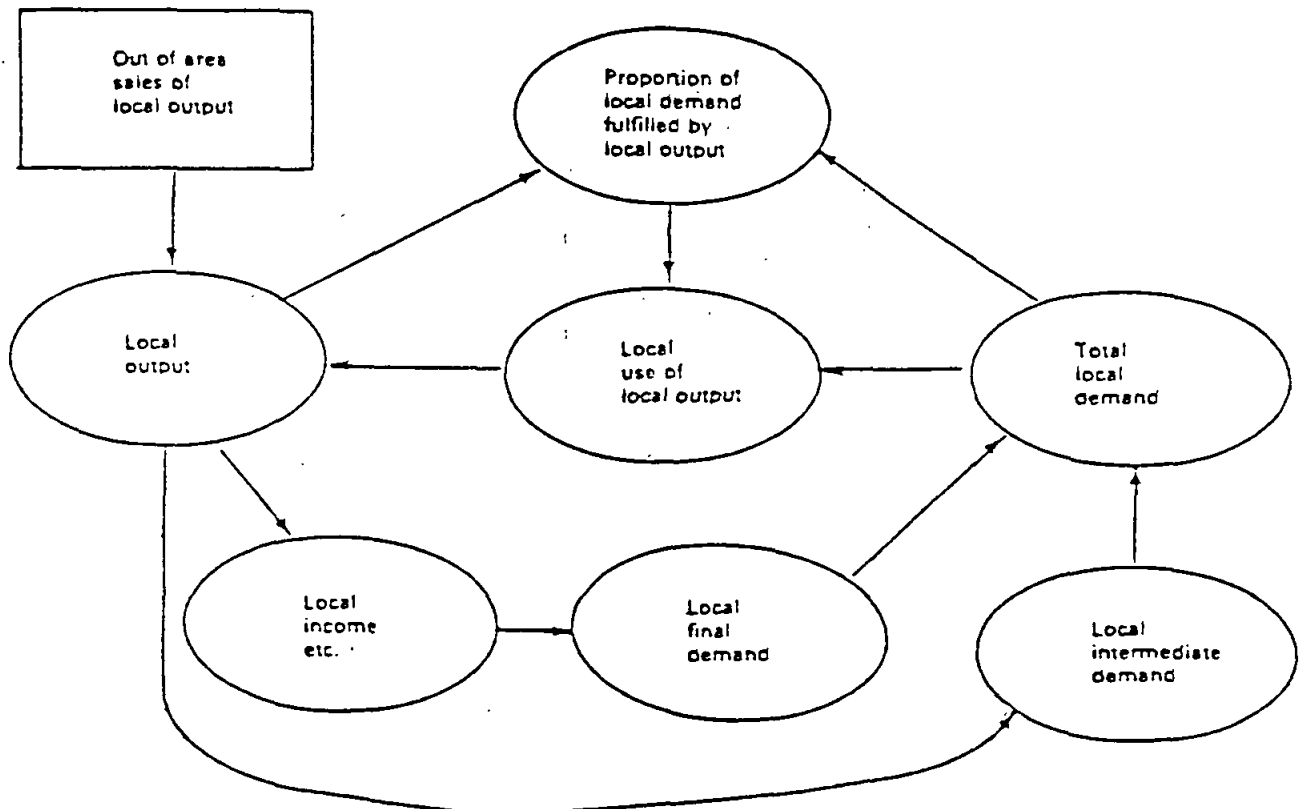 Out of area
sales of
local output
Proportion of
local demand
fulfilled by
local output
Local
output
Local
use of
local output
Total
local
demand
Local
income
etc.
Local
final
demand
Local
intermediate
demand